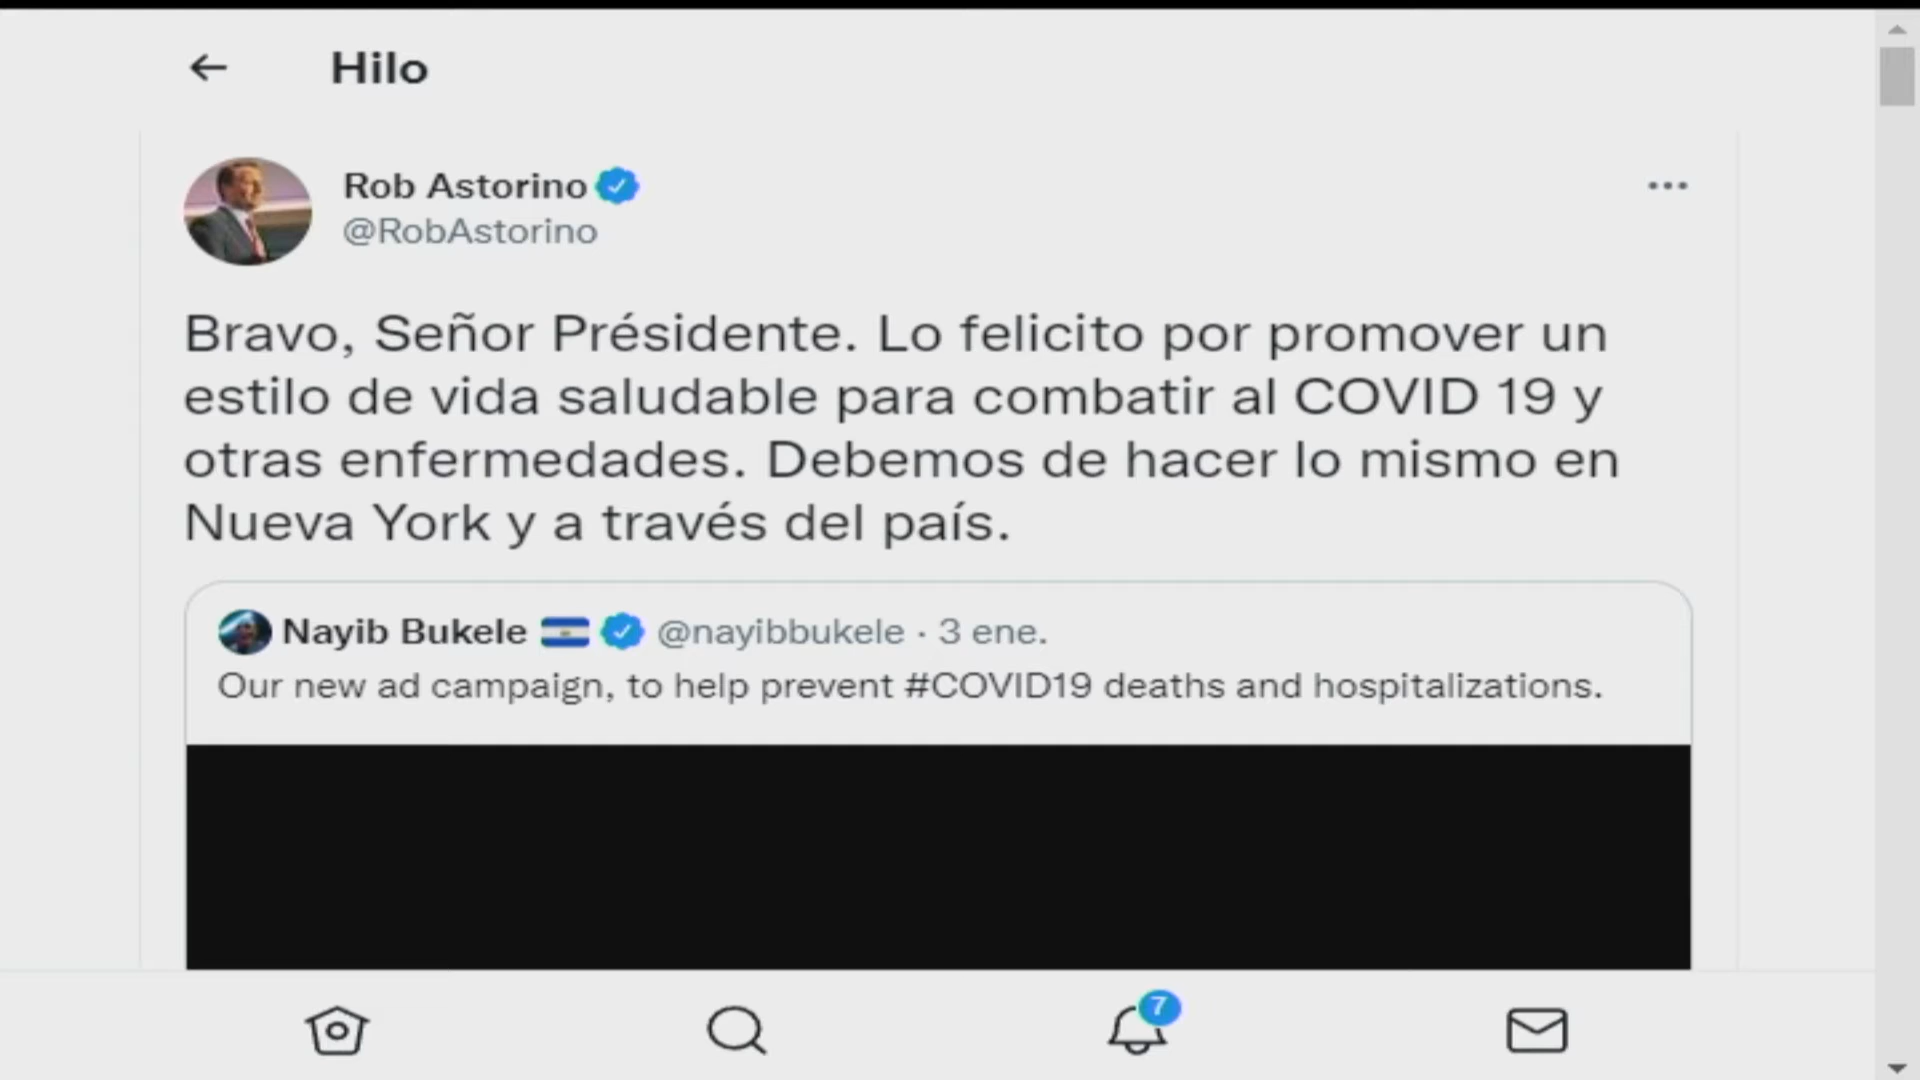 Hilo
Rob Astorino
@RobAstorino
Bravo, Señor Présidente. Lo felicito por promover un
estilo de vida saludable para combatir al COVID 19 y
otras enfermedades. Debemos de hacer lo mismo en
Nueva York y a través del país.
Nayib Bukele @nayibbukele · 3 ene.
Our new ad campaign, to help prevent #COVID19 deaths and hospitalizations.
7